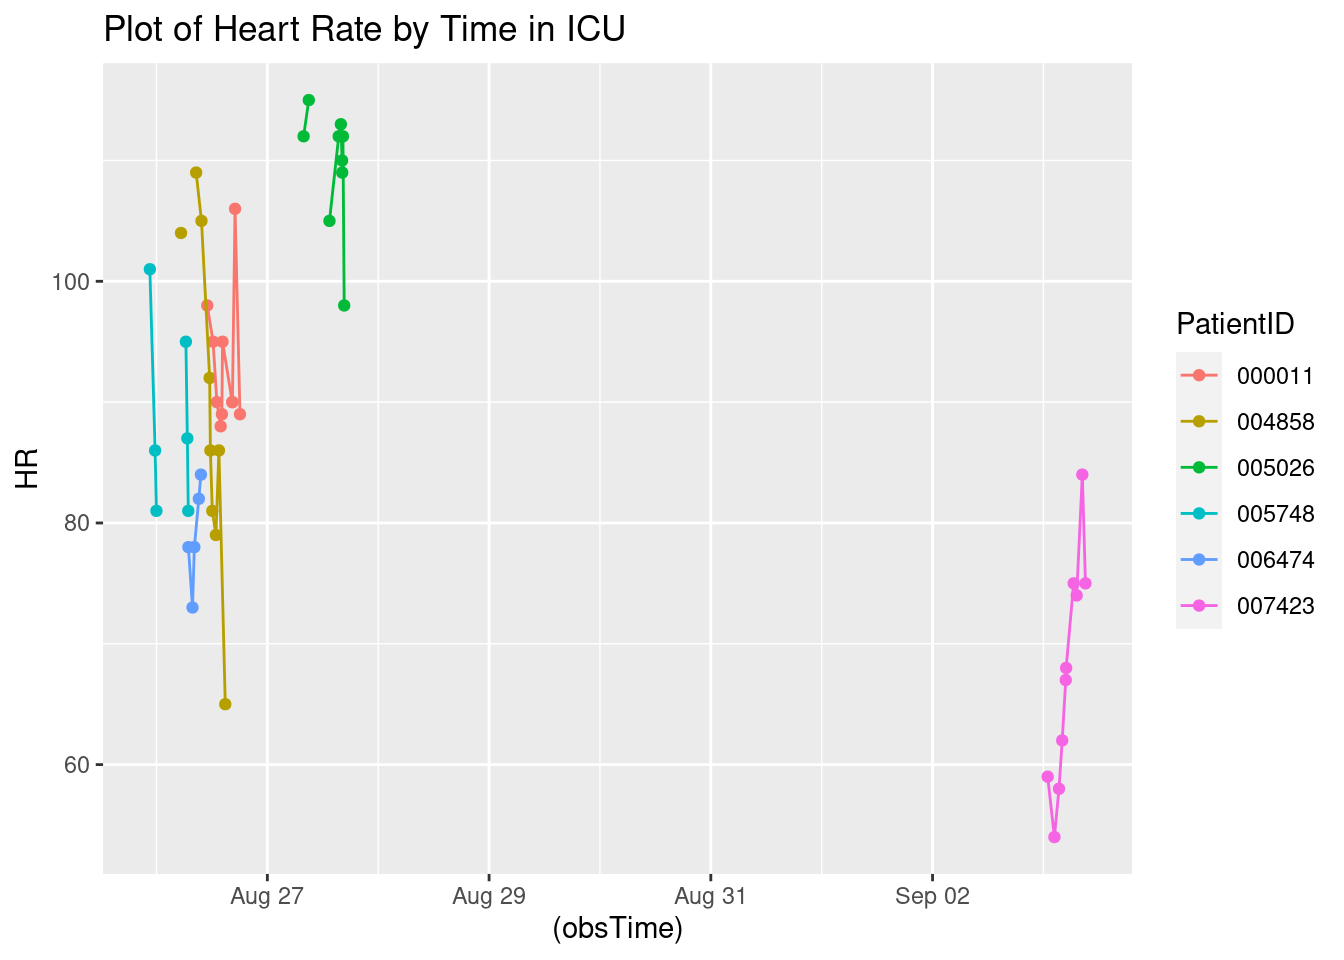 Plot of Heart Rate by Time in ICU
HR
100
80
60
Aug 27
Aug 29
Aug 31
Sep 02
(obsTime)
PatientID
000011
004858
005026
005748
006474
007423